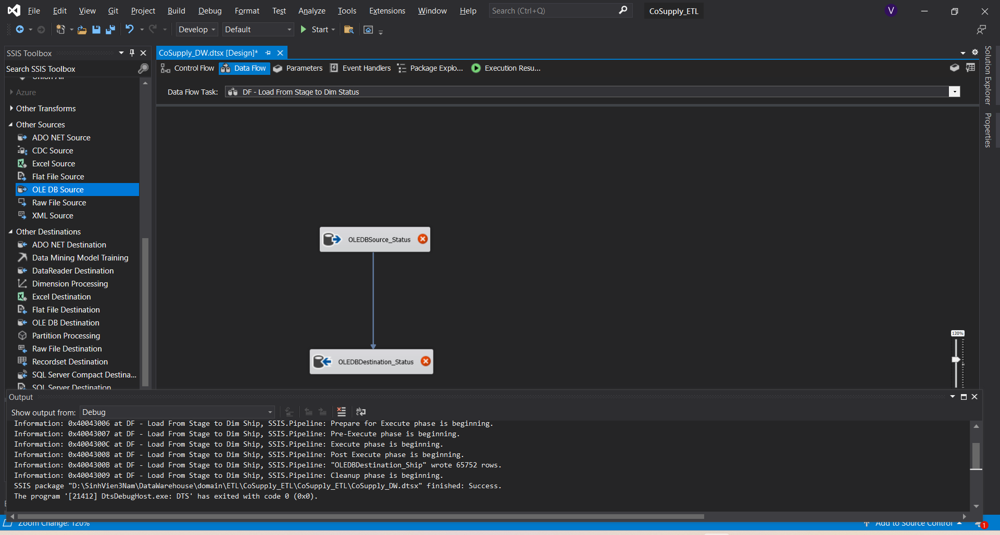 File Edit View Git Project Build Debug Format Test Analyze Tools Extensions Window Help Search (Ctrl+Q) CoSupply_ETL V
Develop Default Start
SSIS Toolbox
Search SSIS Toolbox
Union All
Azure
Other Transforms
Other Sources
ADO NET Source
CDC Source
Excel Source
Flat File Source
OLE DB Source
Raw File Source
XML Source
Other Destinations
ADO NET Destination
Data Mining Model Training
DataReader Destination
Dimension Processing
Excel Destination
Flat File Destination
OLE DB Destination
Partition Processing
Raw File Destination
Recordset Destination
SQL Server Compact Destina...
SQL Server Destination
CoSupply_DW.dtsx [Design]*
Control Flow Data Flow Parameters Event Handlers Package Explo... Execution Resu...
Data Flow Task: DF - Load From Stage to Dim Status
OLEDBSource_Status
OLEDBDestination_Status
120%
Solution Explorer
Properties
Output
Show output from: Debug
Information: 0x40043006 at DF - Load From Stage to Dim Ship, SSIS.Pipeline: Prepare for Execute phase is beginning.
Information: 0x40043007 at DF - Load From Stage to Dim Ship, SSIS.Pipeline: Pre-Execute phase is beginning.
Information: 0x4004300C at DF - Load From Stage to Dim Ship, SSIS.Pipeline: Execute phase is beginning.
Information: 0x40043008 at DF - Load From Stage to Dim Ship, SSIS.Pipeline: Post Execute phase is beginning.
Information: 0x4004300B at DF - Load From Stage to Dim Ship, SSIS.Pipeline: "OLEDBDestination_Ship" wrote 65752 rows.
Information: 0x40043009 at DF - Load From Stage to Dim Ship, SSIS.Pipeline: Cleanup phase is beginning.
SSIS package "D:\SinhVien3Nam\DataWarehouse\domain\ETL\CoSupply_ETL\CoSupply_ETL\CoSupply_DW.dtsx" finished: Success.
The program '[21412] DtsDebugHost.exe: DTS' has exited with code 0 (0x0).
Zoom Change: 120% Add to Source Control 1